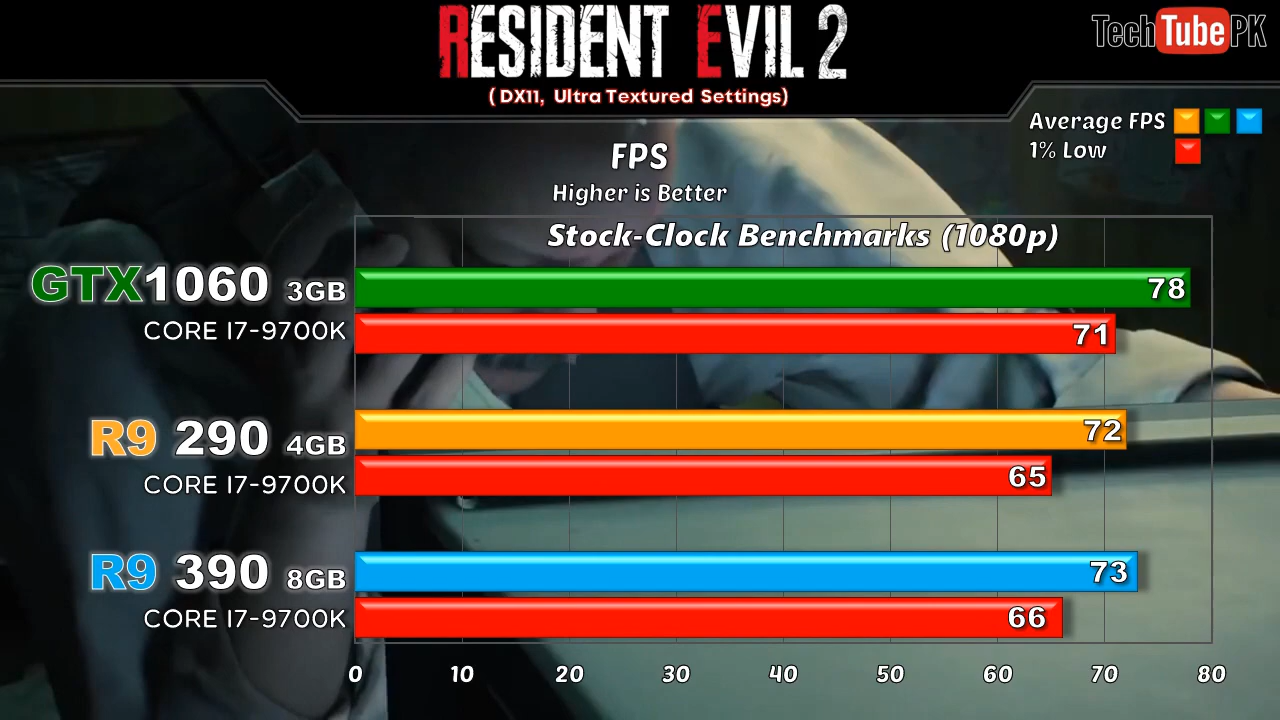 RESIDENT EVIL 2
TechTubePK
(DX11, Ultra Textured Settings)
Average FPS
1% Low
FPS
Higher is Better
Stock-Clock Benchmarks (1080p)
GTX1060 3GB
78
CORE I7-9700K
71
R9 290 4GB
72
CORE I7-9700K
65
R9 390 8GB
73
CORE I7-9700K
66
0 10 20 30 40 50 60 70 80